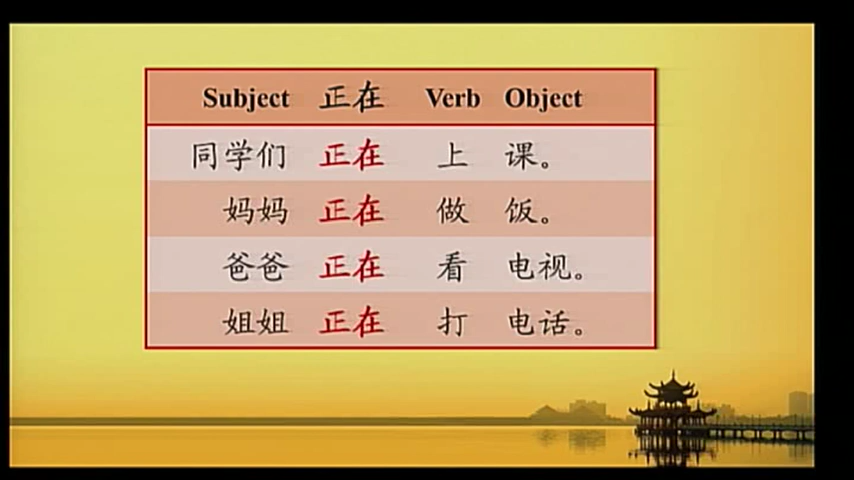 Subject 正在 Verb Object
同学们 正在 上 课。
妈妈 正在 做 饭。
爸爸 正在 看 电视。
姐姐 正在 打 电话。